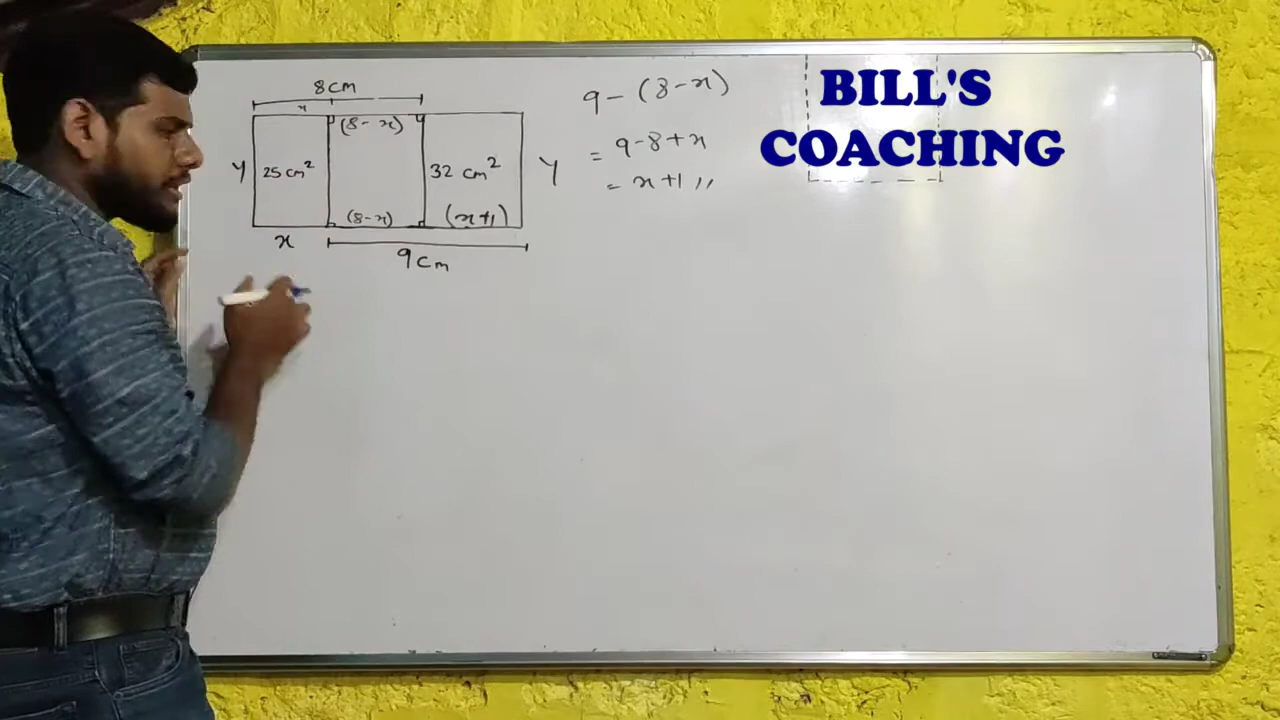 8cm
x
(8-x)
y
25 cm²
32 cm²
y
(8-x)
(x+1)
x
9cm
9-(8-x)
= 9-8+x
= x+1 ,,
BILL'S
COACHING